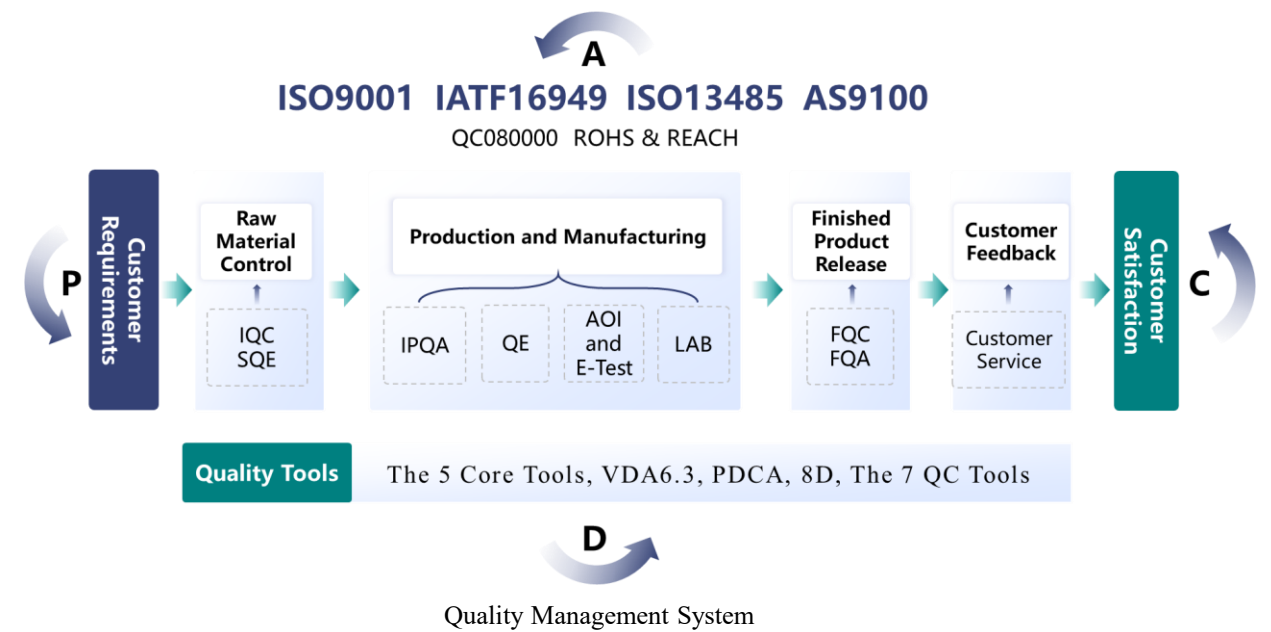 A
ISO9001 IATF16949 ISO13485 AS9100
QC080000 ROHS & REACH
P
Customer
Requirements
Raw
Material
Control
IQC
SQE
Production and Manufacturing
IPQA
QE
AOI
and
E-Test
LAB
Finished
Product
Release
FQC
FQA
Customer
Feedback
Customer
Service
Customer
Satisfaction
C
Quality Tools
The 5 Core Tools, VDA6.3, PDCA, 8D, The 7 QC Tools
D
Quality Management System